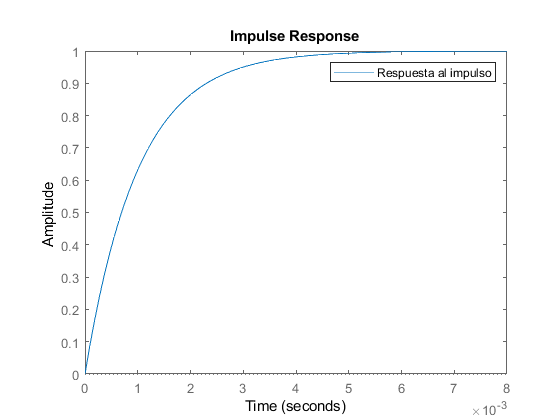 Impulse Response
Respuesta al impulso
Amplitude
1
0.9
0.8
0.7
0.6
0.5
0.4
0.3
0.2
0.1
0
0 1 2 3 4 5 6 7 8
Time (seconds)
×10⁻³